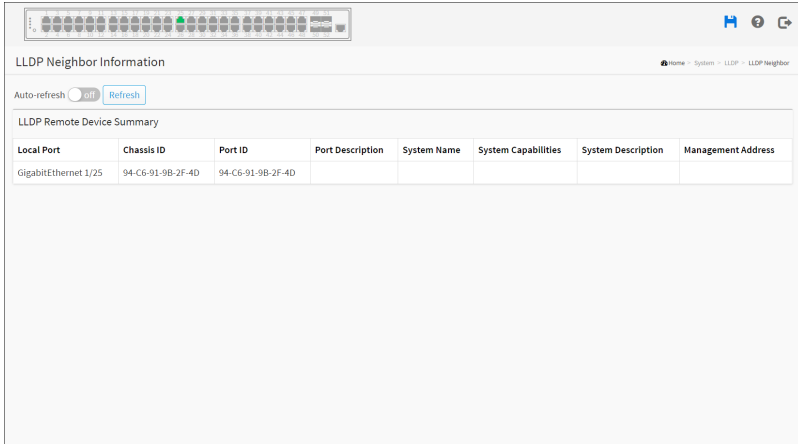 LLDP Neighbor Information
Home > System > LLDP > LLDP Neighbor
Auto-refresh off Refresh
LLDP Remote Device Summary
Local Port Chassis ID Port ID Port Description System Name System Capabilities System Description Management Address
GigabitEthernet 1/25 94-C6-91-9B-2F-4D 94-C6-91-9B-2F-4D